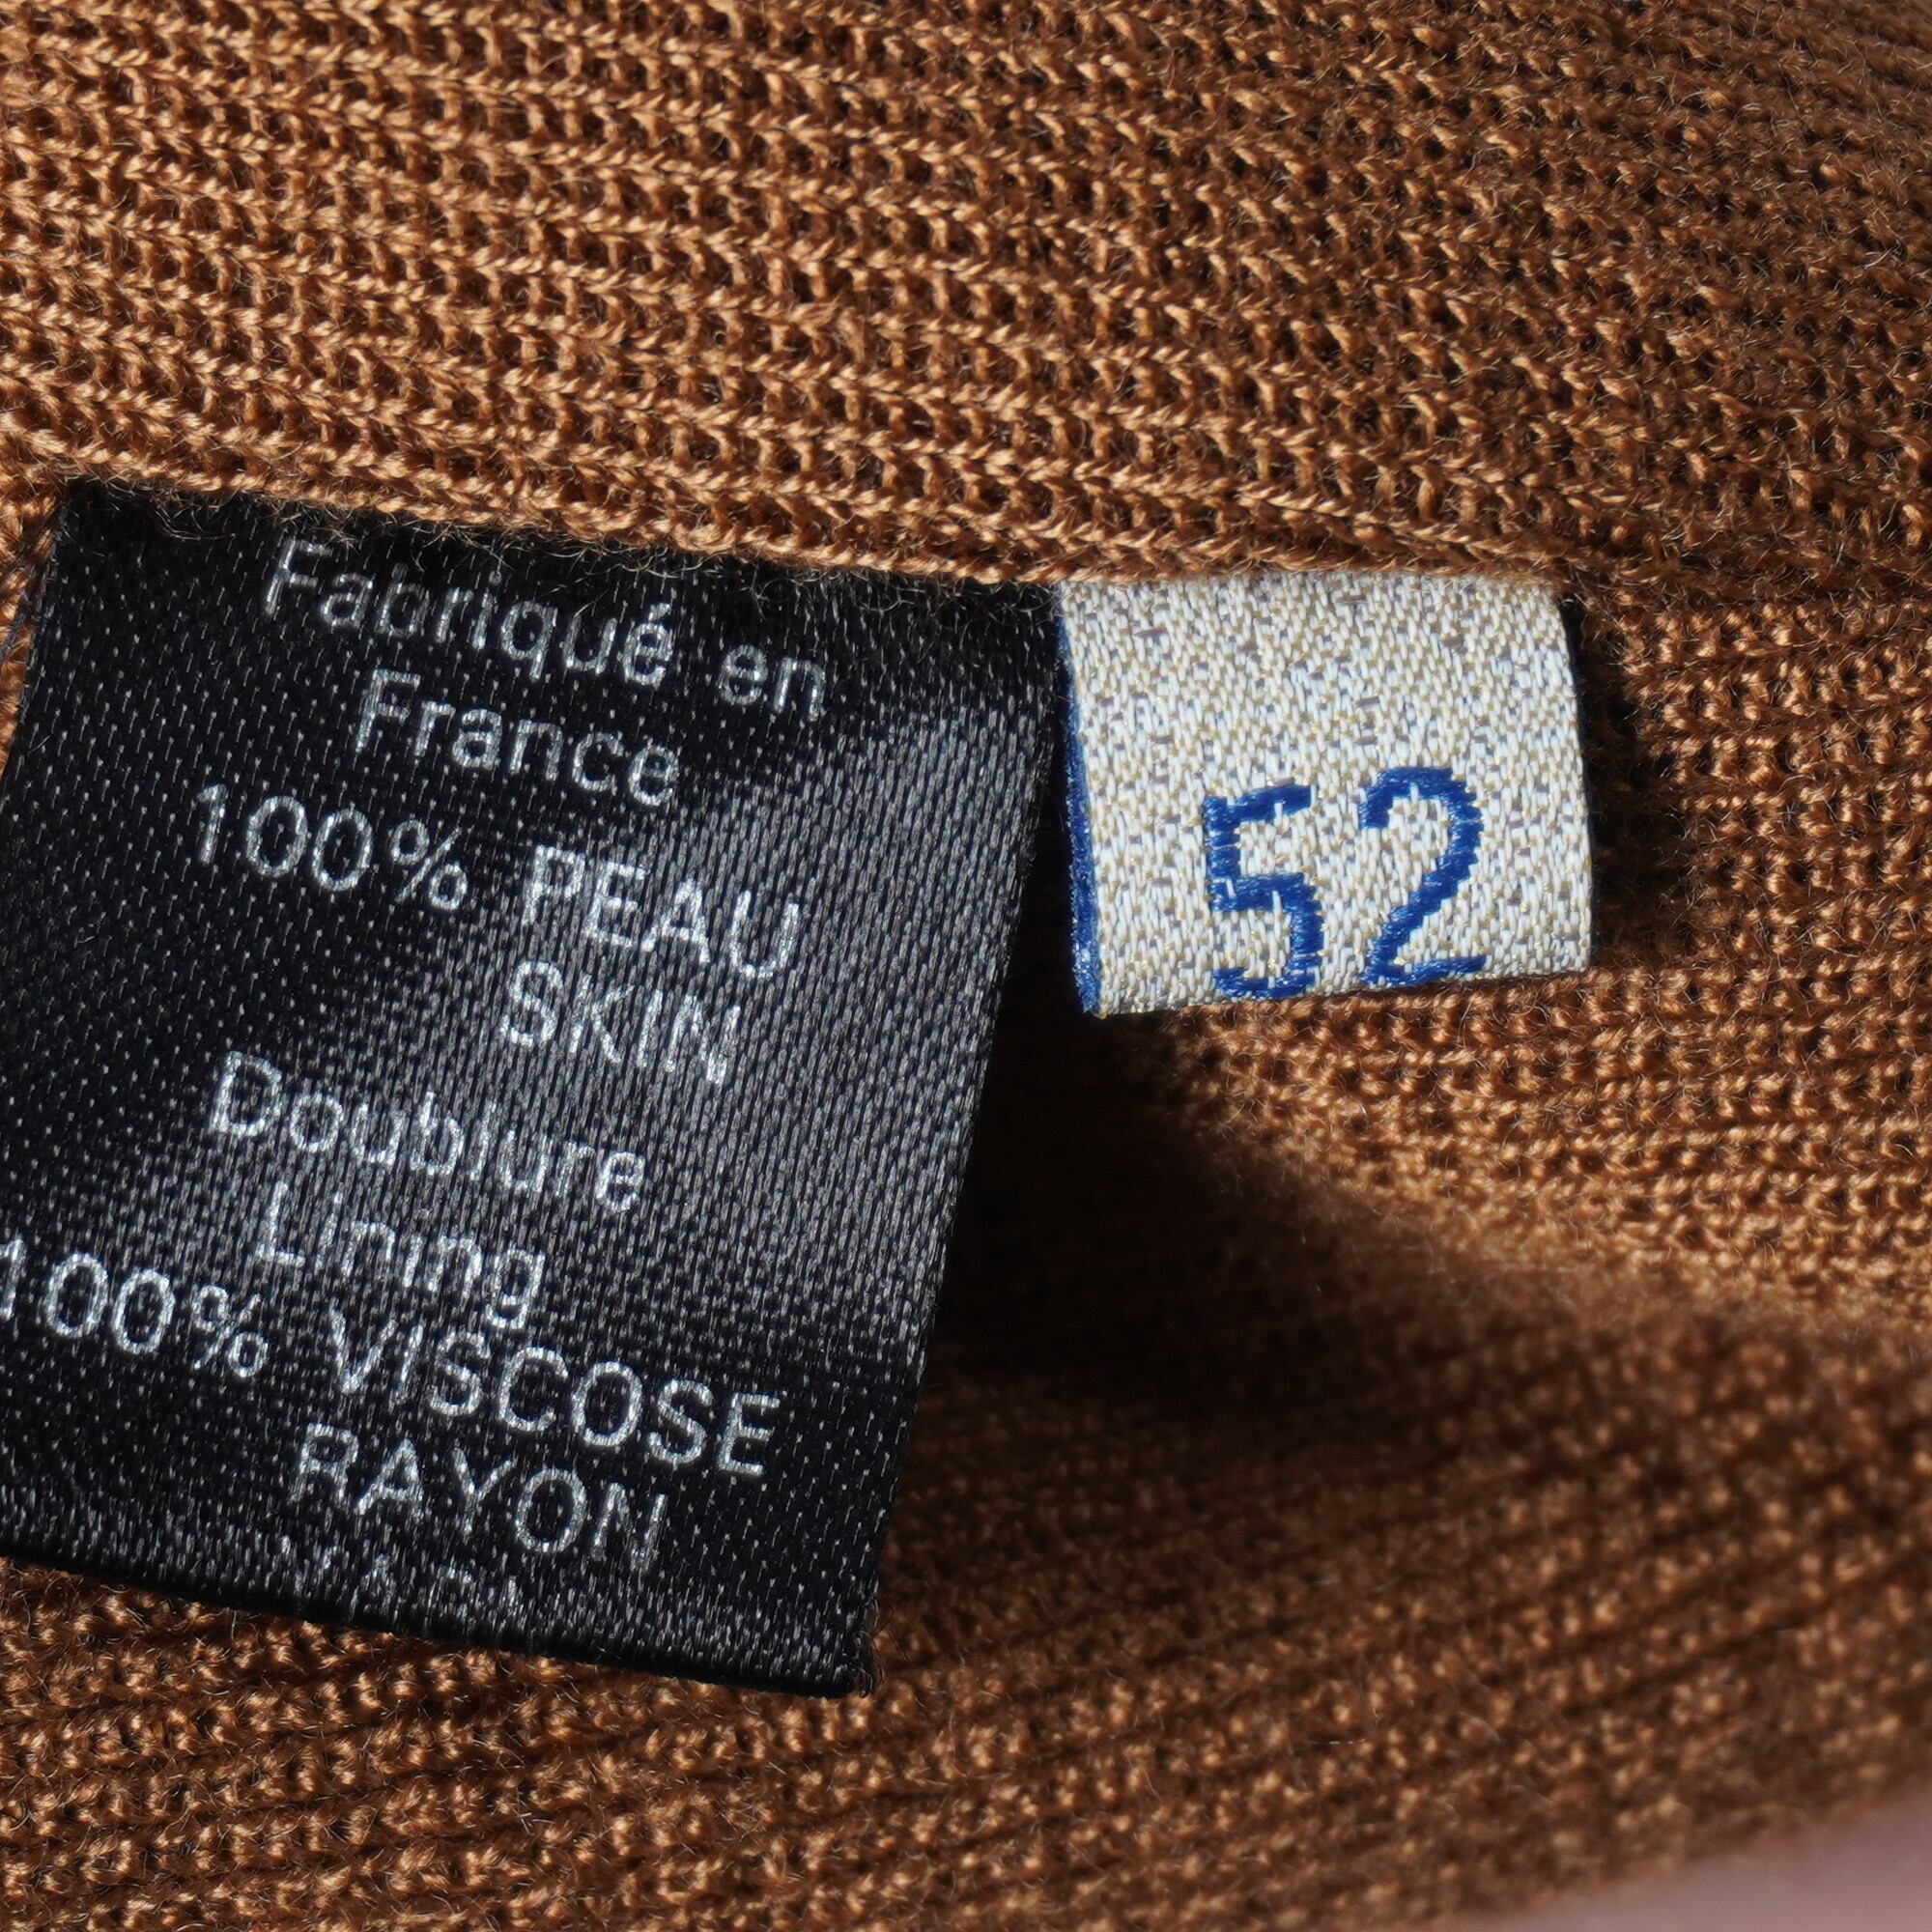 Fabriqué en
France
100% PEAU
SKIN
Doublure
Lining
100% VISCOSE
RAYON
52